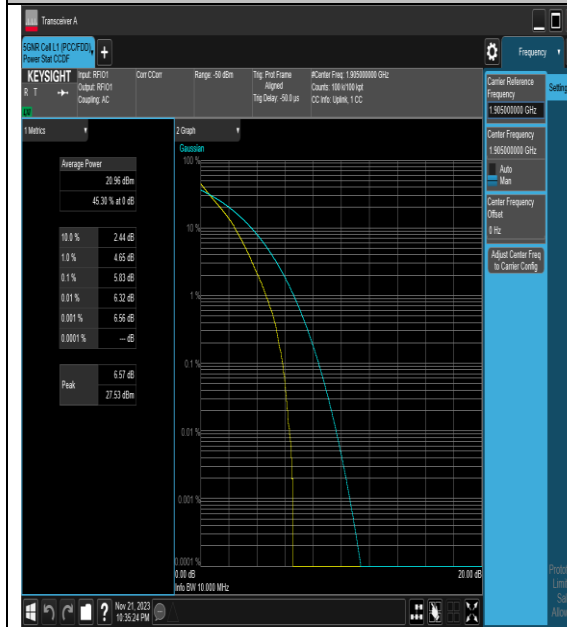 Transceiver A
5GNR Cell L1 (PCC/FDD),
Power Stat CCDF
+
Frequency
KEYSIGHT
R T
Input: RFIO1
Output: RFIO1
Coupling: AC
Corr CCorr
Range: -50 dBm
Trig: Prot Frame
Aligned
Trig Delay: -50.0 µs
#Center Freq: 1.905000000 GHz
Counts: 100 k/100 kpt
CC Info: Uplink, 1 CC
Carrier Reference
Frequency
1.905000000 GHz
Setting
Center Frequency
1.905000000 GHz
Auto
Man
Center Frequency
Offset
0 Hz
Adjust Center Freq
to Carrier Config
1 Metrics
Average Power
20.96 dBm
45.30 % at 0 dB
10.0 % 2.44 dB
1.0 % 4.65 dB
0.1 % 5.83 dB
0.01 % 6.32 dB
0.001 % 6.56 dB
0.0001 % --- dB
Peak
6.57 dB
27.53 dBm
2 Graph
Gaussian
100 %
10 %
1 %
0.1 %
0.01 %
0.001 %
0.0001 %
0.00 dB 20.00 dB
Info BW 10.000 MHz
?
Nov 21, 2023
10:35:24 PM